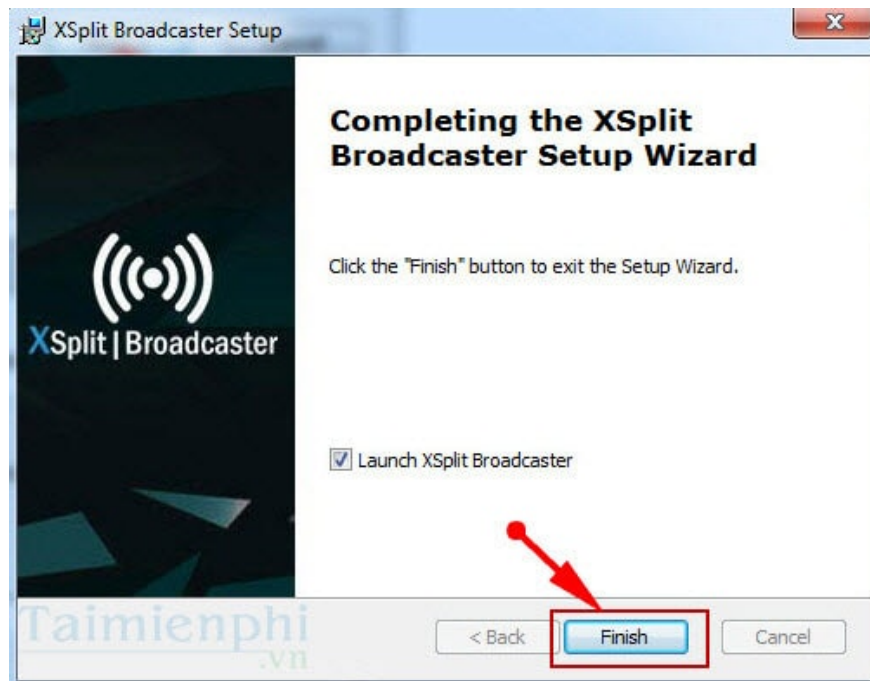 XSplit Broadcaster Setup
Completing the XSplit
Broadcaster Setup Wizard
Click the "Finish" button to exit the Setup Wizard.
XSplit | Broadcaster
Launch XSplit Broadcaster
Taimienphi
.vn
< Back
Finish
Cancel